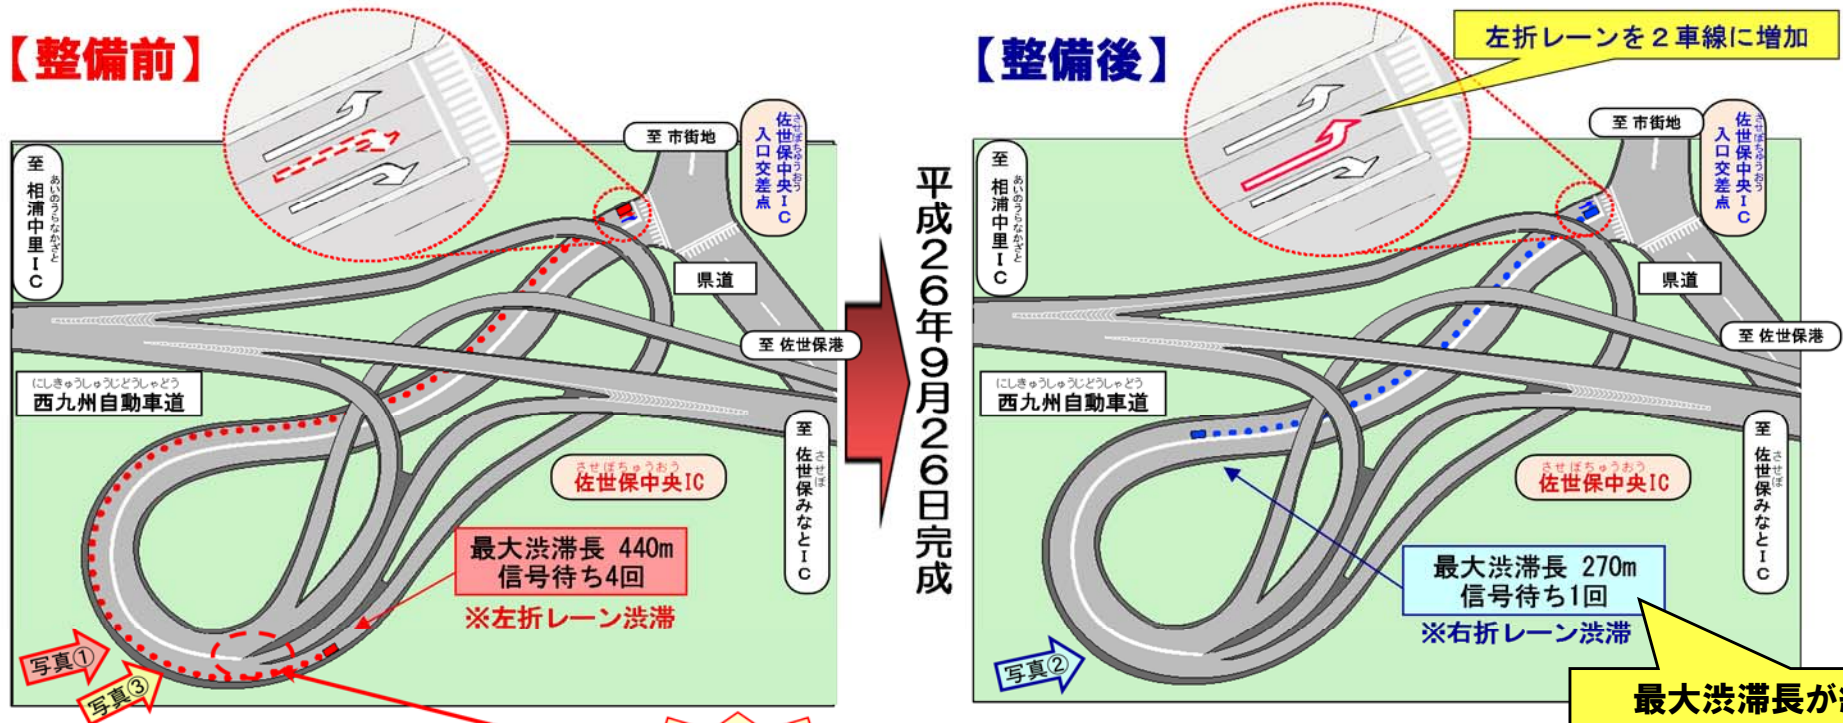 【整備前】
至 市街地
させぼちゅうおう
佐世保中央IC
入口交差点
至 相浦中里IC
あいのうらなかざと
県道
至 佐世保港
にしきゅうしゅうじどうしゃどう
西九州自動車道
至 佐世保みなとIC
させぼ
させぼちゅうおう
佐世保中央IC
最大渋滞長 440m
信号待ち4回
※左折レーン渋滞
写真①
写真③
平成26年9月26日完成
【整備後】
左折レーンを2車線に増加
至 市街地
させぼちゅうおう
佐世保中央IC
入口交差点
至 相浦中里IC
あいのうらなかざと
県道
至 佐世保港
にしきゅうしゅうじどうしゃどう
西九州自動車道
至 佐世保みなとIC
させぼ
させぼちゅうおう
佐世保中央IC
最大渋滞長 270m
信号待ち1回
※右折レーン渋滞
写真②
最大渋滞長が